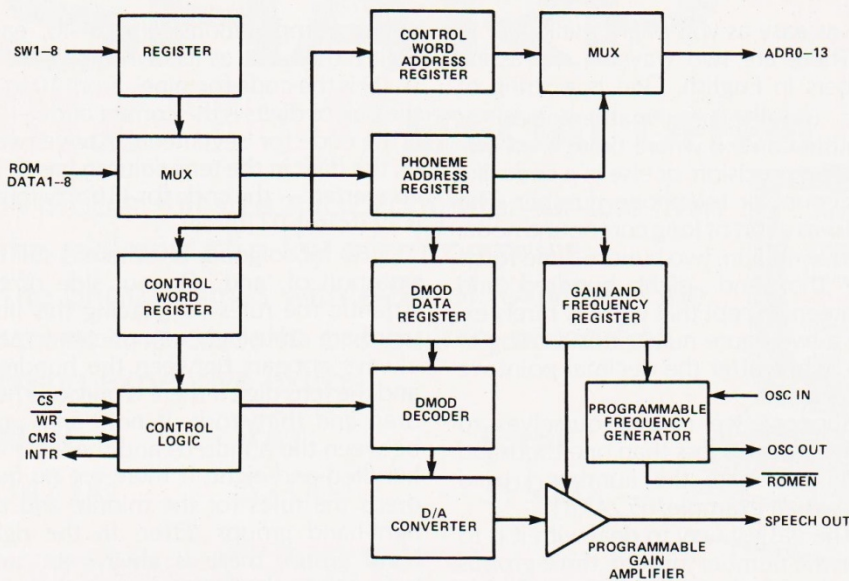 SW1–8
REGISTER
CONTROL
WORD
ADDRESS
REGISTER
MUX
ADR0–13
ROM
DATA1–8
MUX
PHONEME
ADDRESS
REGISTER
CONTROL
WORD
REGISTER
DMOD
DATA
REGISTER
GAIN AND
FREQUENCY
REGISTER
CS
WR
CMS
INTR
CONTROL
LOGIC
DMOD
DECODER
PROGRAMMABLE
FREQUENCY
GENERATOR
OSC IN
OSC OUT
ROMEN
D/A
CONVERTER
SPEECH OUT
PROGRAMMABLE
GAIN
AMPLIFIER